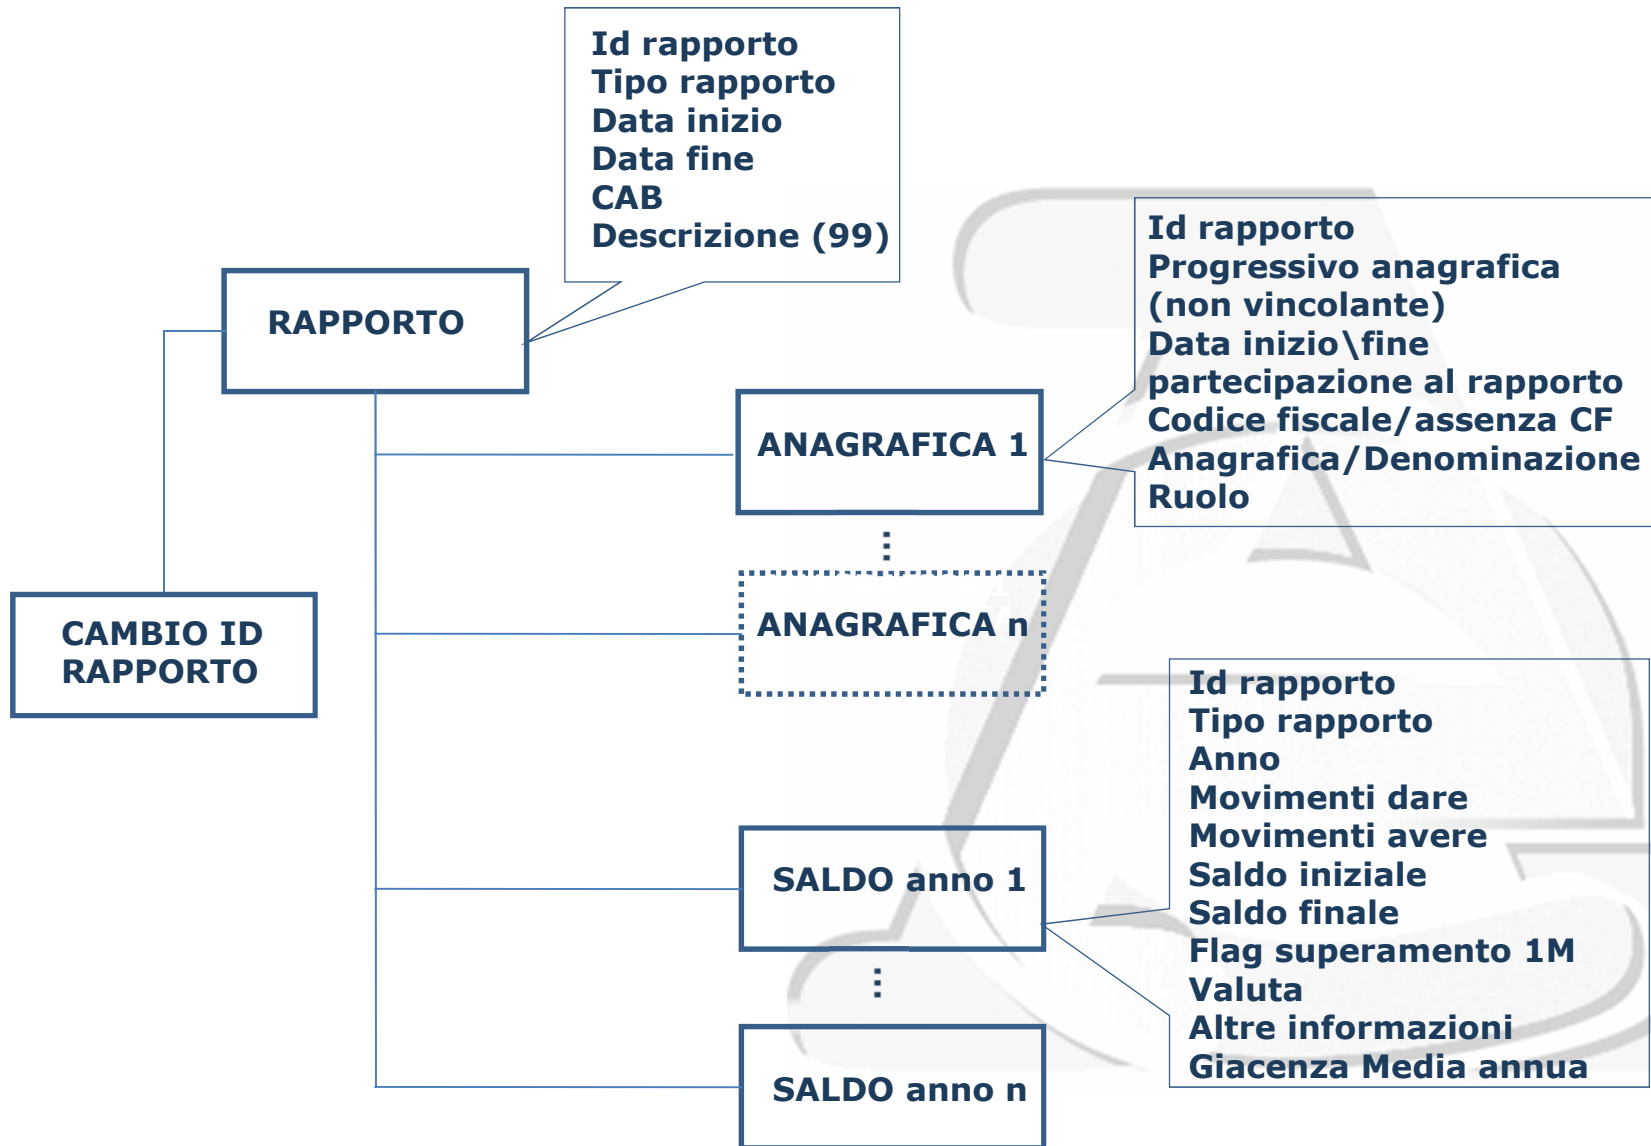 Id rapporto
Tipo rapporto
Data inizio
Data fine
CAB
Descrizione (99)
RAPPORTO
Id rapporto
Progressivo anagrafica
(non vincolante)
Data inizio\fine
partecipazione al rapporto
Codice fiscale/assenza CF
Anagrafica/Denominazione
Ruolo
ANAGRAFICA 1
...
ANAGRAFICA n
CAMBIO ID
RAPPORTO
Id rapporto
Tipo rapporto
Anno
Movimenti dare
Movimenti avere
Saldo iniziale
Saldo finale
Flag superamento 1M
Valuta
Altre informazioni
Giacenza Media annua
SALDO anno 1
...
SALDO anno n